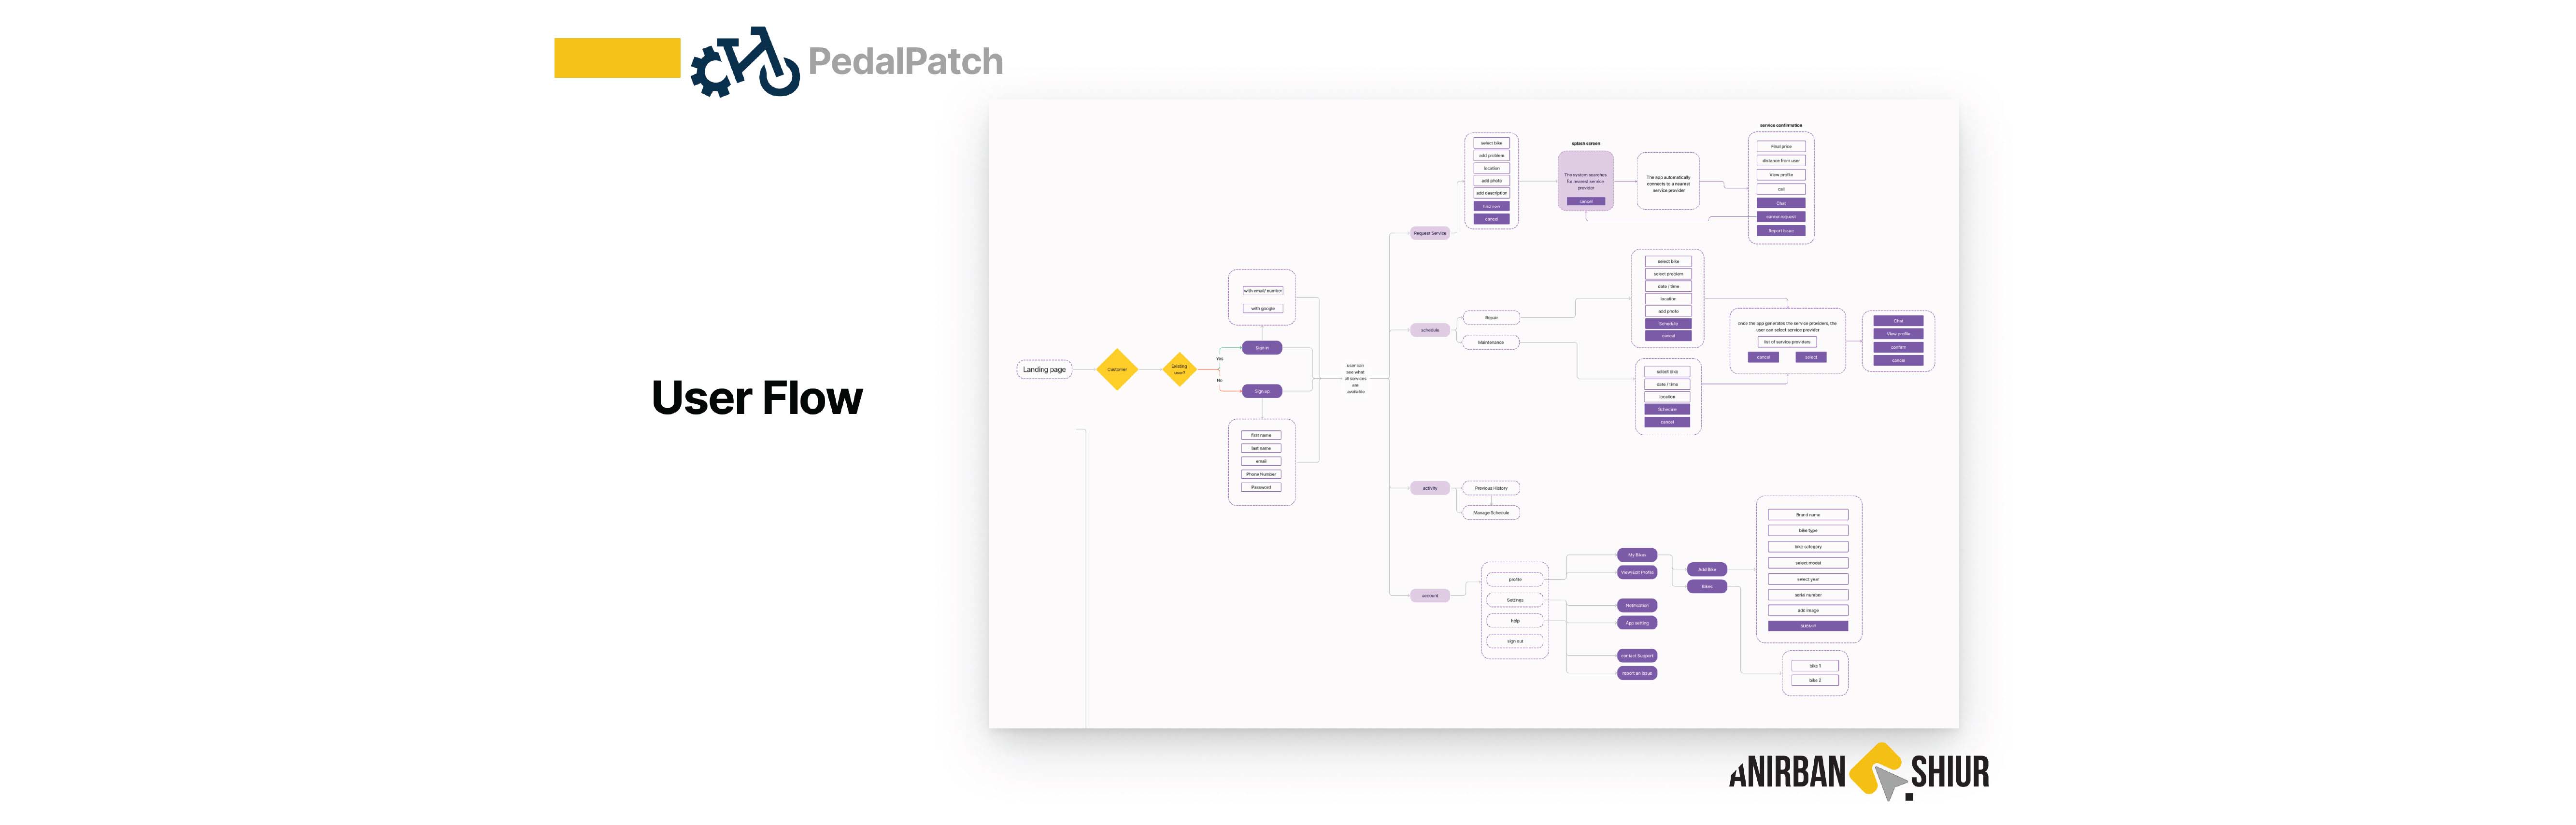 PedalPatch
User Flow
Landing page
Customer
Existing
user?
Yes
No
Sign in
Sign up
with email/ number
with google
first name
last name
email
Phone Number
Password
user can
see what
all services
are
available
Request Service
select bike
add problem
location
add photo
add description
cancel
splash screen
The system searches
for nearest service
provider
cancel
The app automatically
connects to a nearest
service provider
service confirmation
Final price
distance from user
View profile
call
Chat
cancel request
Report Issue
schedule
Repair
Maintenance
select bike
select problem
date / time
location
add photo
Schedule
cancel
select bike
date / time
location
Schedule
cancel
once the app generates the service providers, the
user can select service provider
list of service providers
cancel
select
Chat
View profile
confirm
cancel
activity
Previous History
Manage Schedule
account
profile
Settings
help
sign out
My Bikes
View/Edit Profile
Notification
App setting
contact Support
report an issue
Add Bike
Bikes
Brand name
bike type
bike category
select model
select year
serial number
add image
submit
bike 1
bike 2
ANIRBAN SHIUR